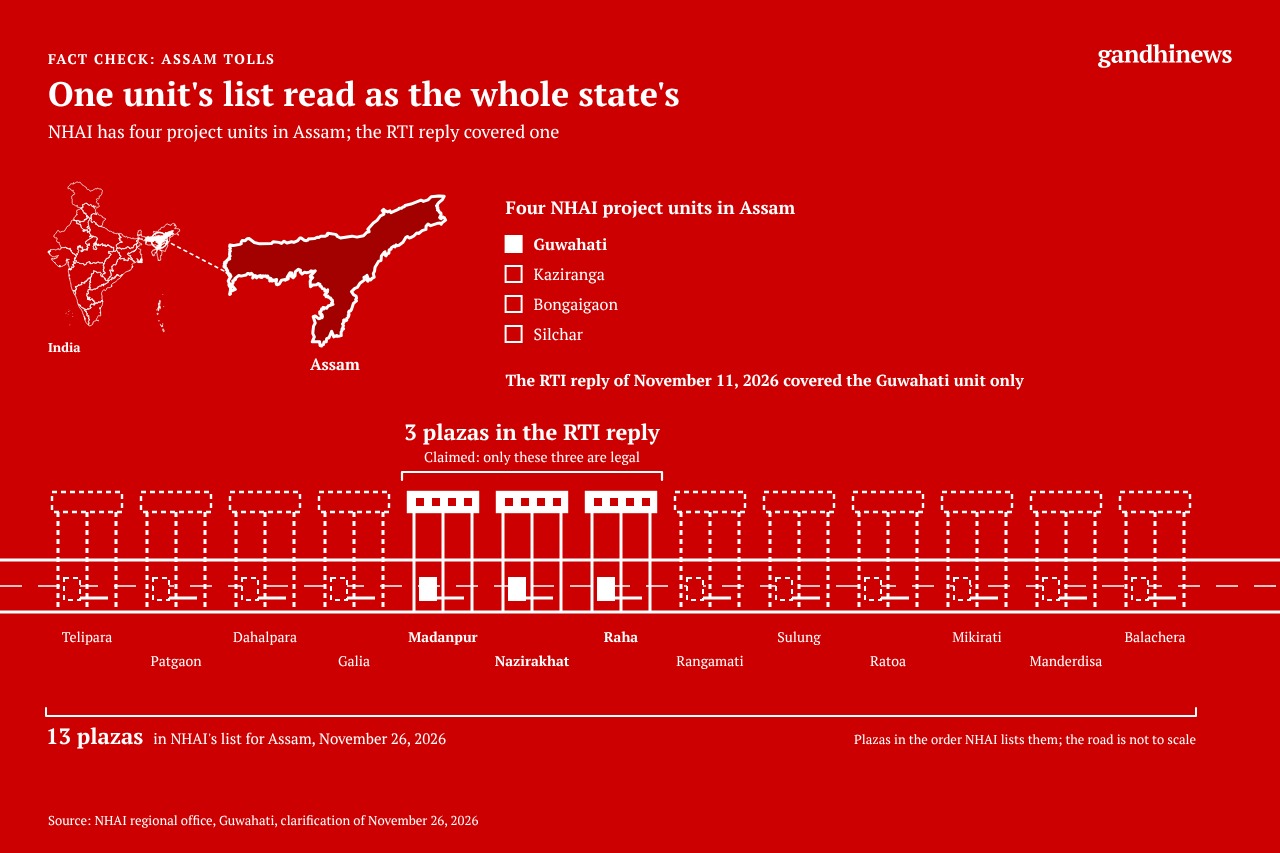 FACT CHECK: ASSAM TOLLS
gandhinews
One unit's list read as the whole state's
NHAI has four project units in Assam; the RTI reply covered one
India
Assam
Four NHAI project units in Assam
Guwahati
Kaziranga
Bongaigaon
Silchar
The RTI reply of November 11, 2026 covered the Guwahati unit only
3 plazas in the RTI reply
Claimed: only these three are legal
Telipara
Patgaon
Dahalpara
Galia
Madanpur
Nazirakhat
Raha
Rangamati
Sulung
Ratoa
Mikirati
Manderdisa
Balachera
13 plazas in NHAI's list for Assam, November 26, 2026
Plazas in the order NHAI lists them; the road is not to scale
Source: NHAI regional office, Guwahati, clarification of November 26, 2026